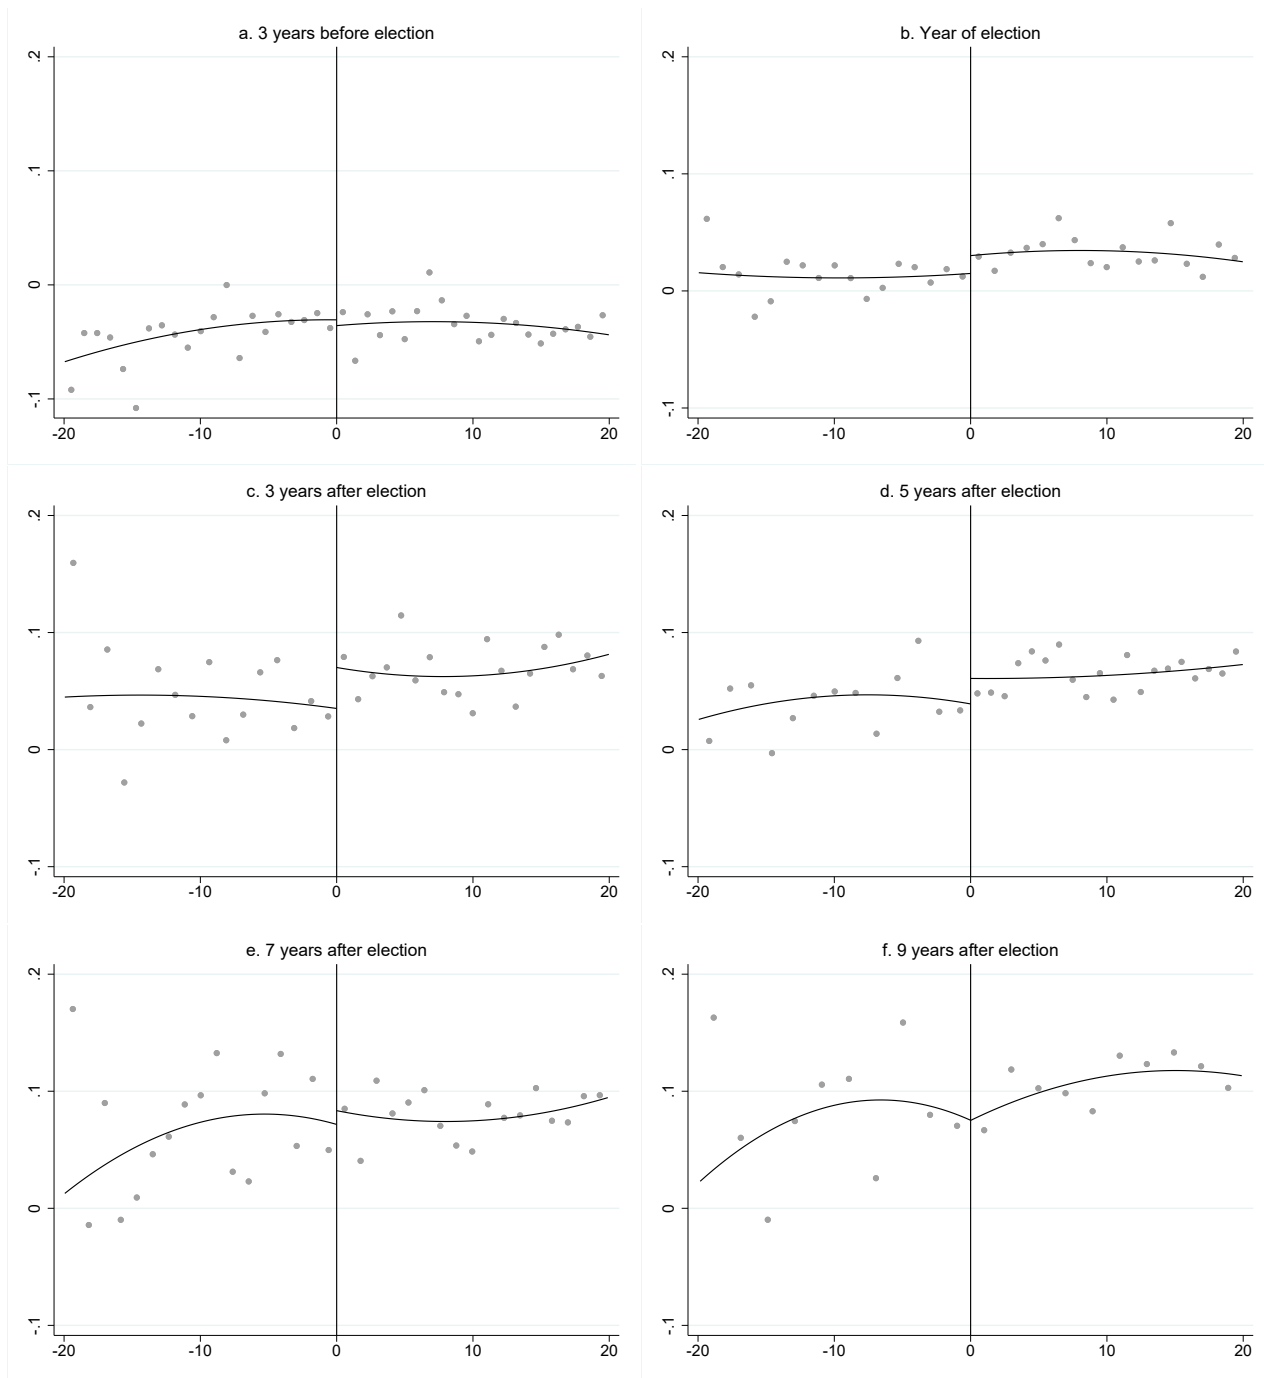 a. 3 years before election
.2
.1
0
-.1
-20 -10 0 10 20
b. Year of election
.2
.1
0
-.1
-20 -10 0 10 20
c. 3 years after election
.2
.1
0
-.1
-20 -10 0 10 20
d. 5 years after election
.2
.1
0
-.1
-20 -10 0 10 20
e. 7 years after election
.2
.1
0
-.1
-20 -10 0 10 20
f. 9 years after election
.2
.1
0
-.1
-20 -10 0 10 20